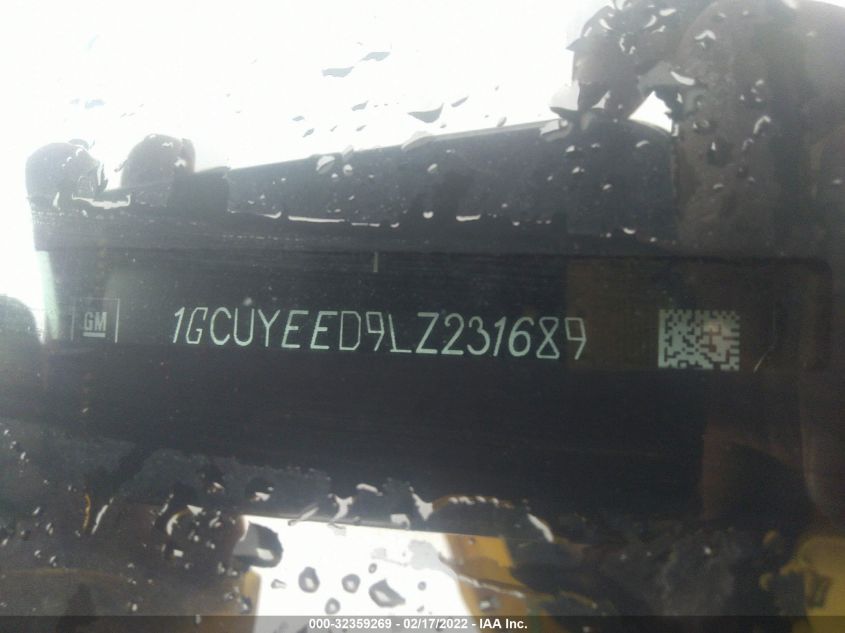 GM
1GCUYEED9LZ231689
000-32359269 - 02/17/2022 - IAA Inc.